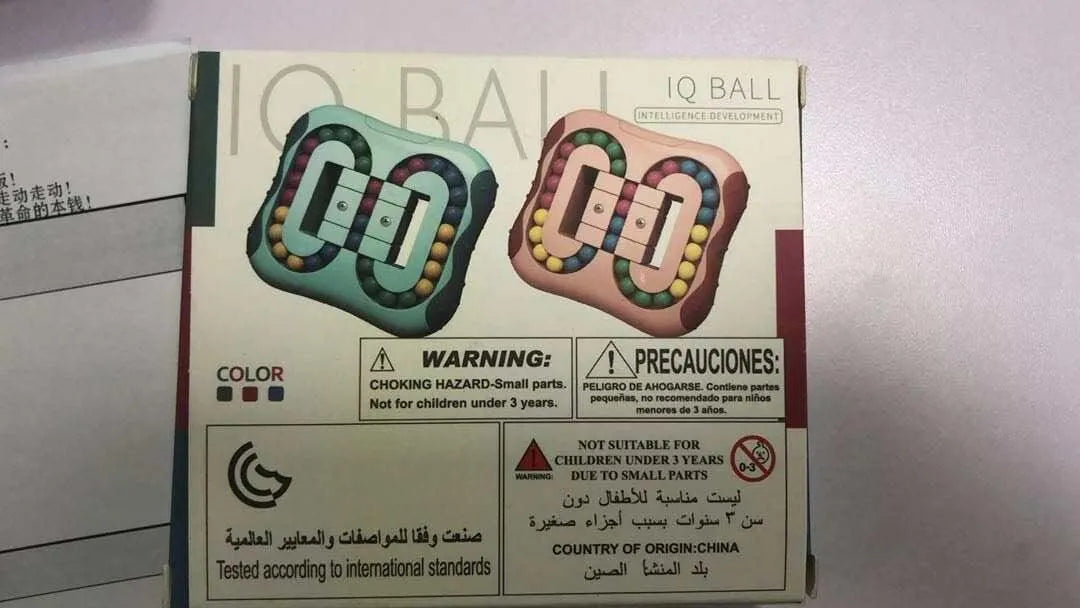 :
走动走动!
革命的本钱!
IQ BALL
IQ BALL
INTELLIGENCE DEVELOPMENT
COLOR
WARNING:
CHOKING HAZARD-Small parts.
Not for children under 3 years.
PRECAUCIONES:
PELIGRO DE AHOGARSE. Contiene partes
pequeñas, no recomendado para niños
menores de 3 años.
صنعت وفقا للمواصفات والمعايير العالمية
Tested according to international standards
WARNING:
NOT SUITABLE FOR
CHILDREN UNDER 3 YEARS
DUE TO SMALL PARTS
0-3
ليست مناسبة للأطفال دون
سن ٣ سنوات بسبب أجزاء صغيرة
COUNTRY OF ORIGIN:CHINA
بلد المنشأ الصين